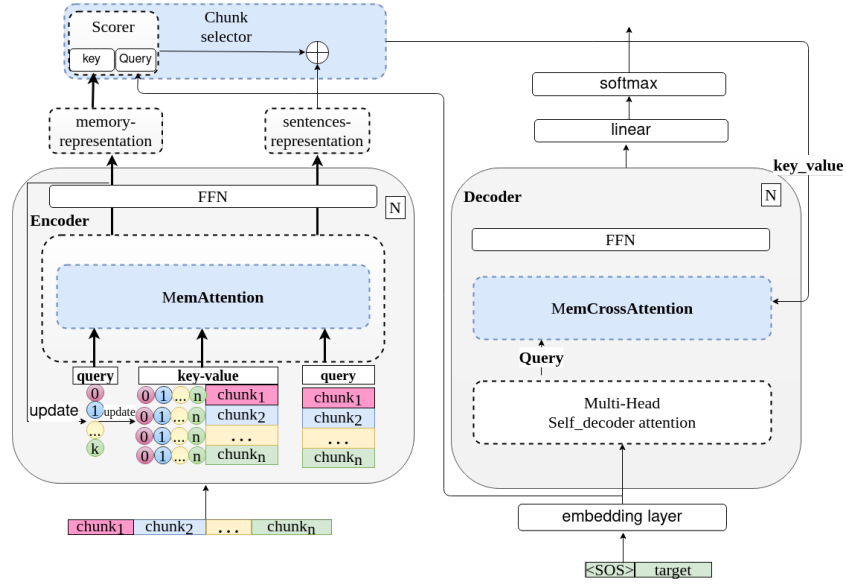 Scorer
key
Query
Chunk
selector
memory-
representation
sentences-
representation
FFN
N
Encoder
MemAttention
query
key-value
query
0
1
...
k
update
update
0 1 ... n chunk1
0 1 ... n chunk2
0 1 ... n ...
0 1 ... n chunkn
chunk1
chunk2
...
chunkn
chunk1 chunk2 ... chunkn
softmax
linear
key_value
Decoder
N
FFN
MemCrossAttention
Query
Multi-Head
Self_decoder attention
embedding layer
<SOS> target